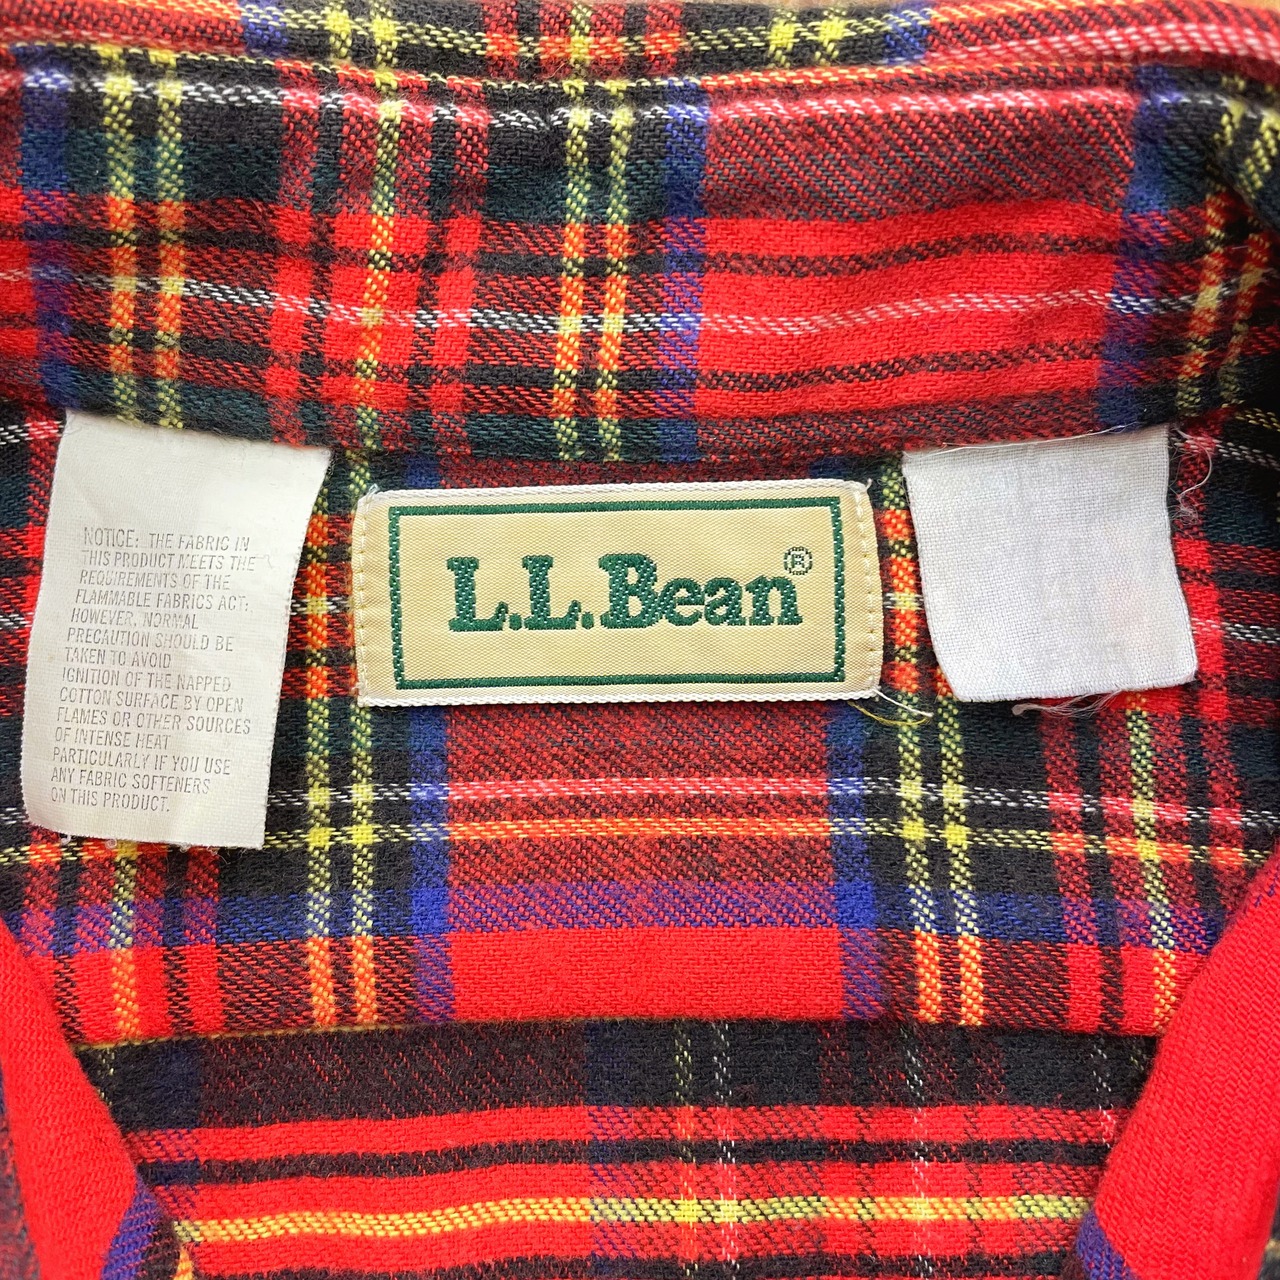 NOTICE: THE FABRIC IN
THIS PRODUCT MEETS THE
REQUIREMENTS OF THE
FLAMMABLE FABRICS ACT;
HOWEVER, NORMAL
PRECAUTION SHOULD BE
TAKEN TO AVOID
IGNITION OF THE NAPPED
COTTON SURFACE BY OPEN
FLAMES OR OTHER SOURCES
OF INTENSE HEAT
PARTICULARLY IF YOU USE
ANY FABRIC SOFTENERS
ON THIS PRODUCT.
L.L.Bean®